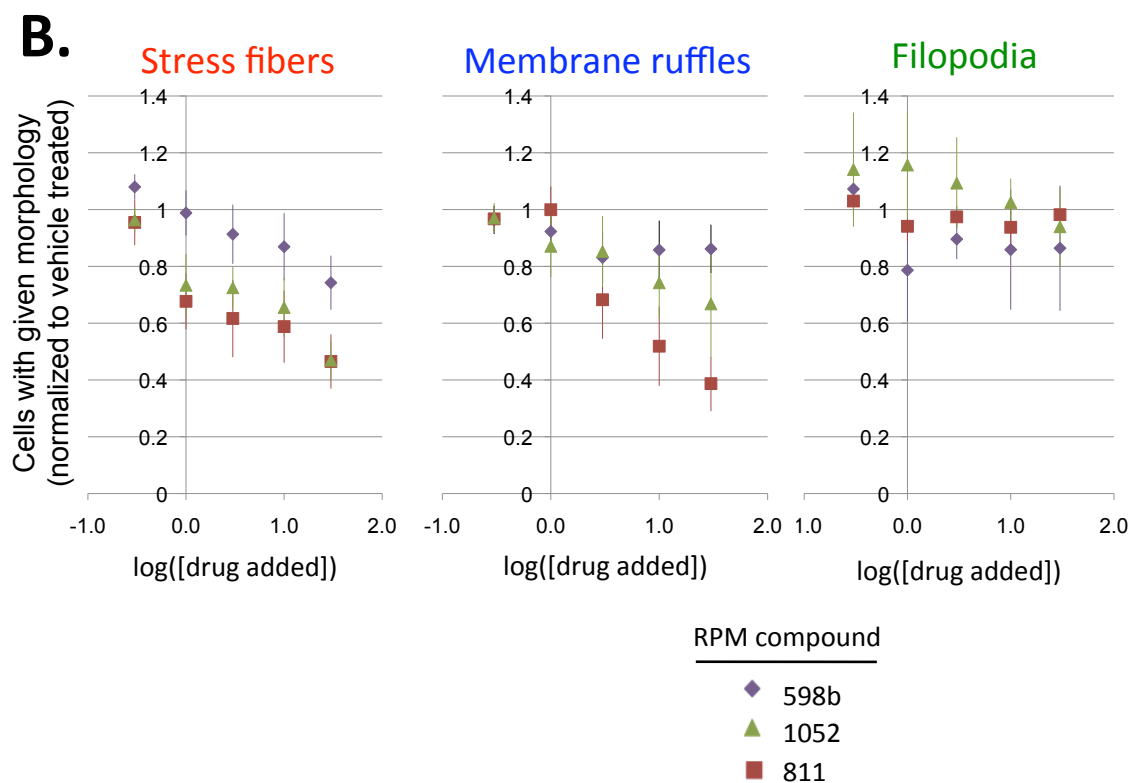 B.
Stress fibers
Membrane ruffles
Filopodia
Cells with given morphology
(normalized to vehicle treated)
1.4
1.2
1
0.8
0.6
0.4
0.2
0
-1.0 0.0 1.0 2.0
log([drug added])
1.4
1.2
1
0.8
0.6
0.4
0.2
0
-1.0 0.0 1.0 2.0
log([drug added])
1.4
1.2
1
0.8
0.6
0.4
0.2
0
1.0 0.0 1.0 2.0
log([drug added])
RPM compound
598b
1052
811